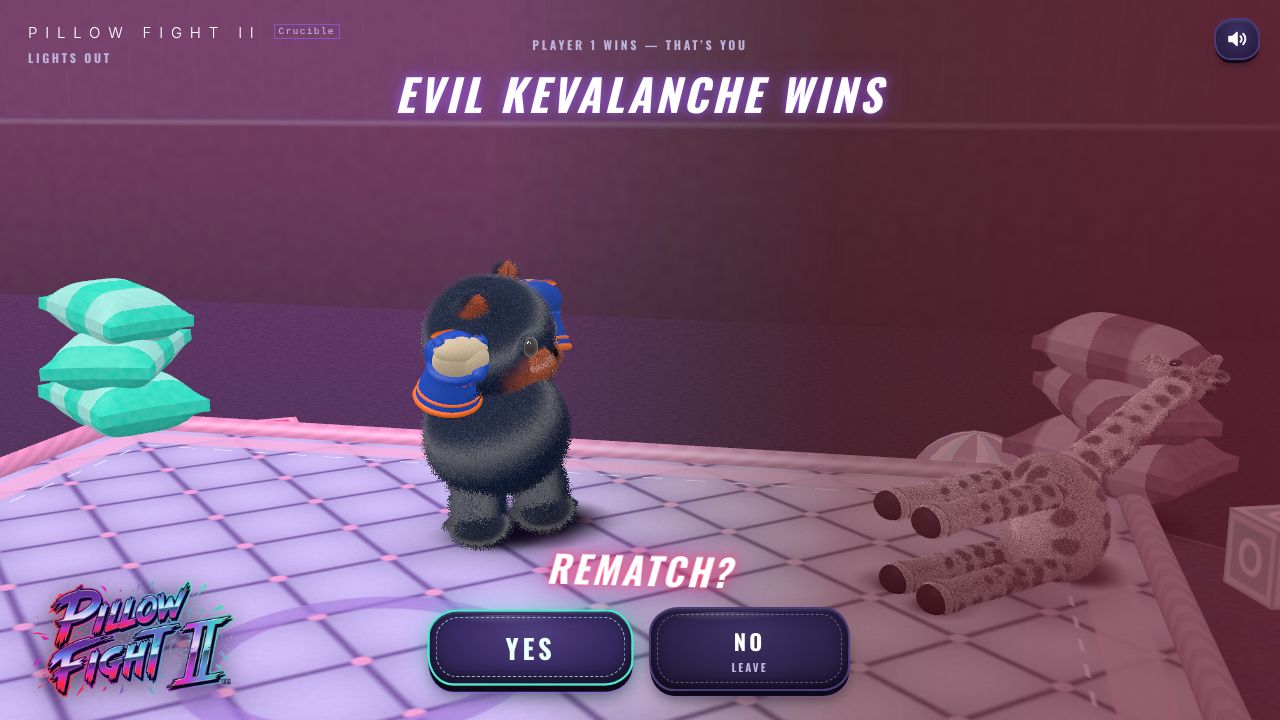 PILLOW FIGHT II Crucible
LIGHTS OUT
PLAYER 1 WINS — THAT'S YOU
EVIL KEVALANCHE WINS
REMATCH?
YES
NO
LEAVE
PILLOW
FIGHT II
O